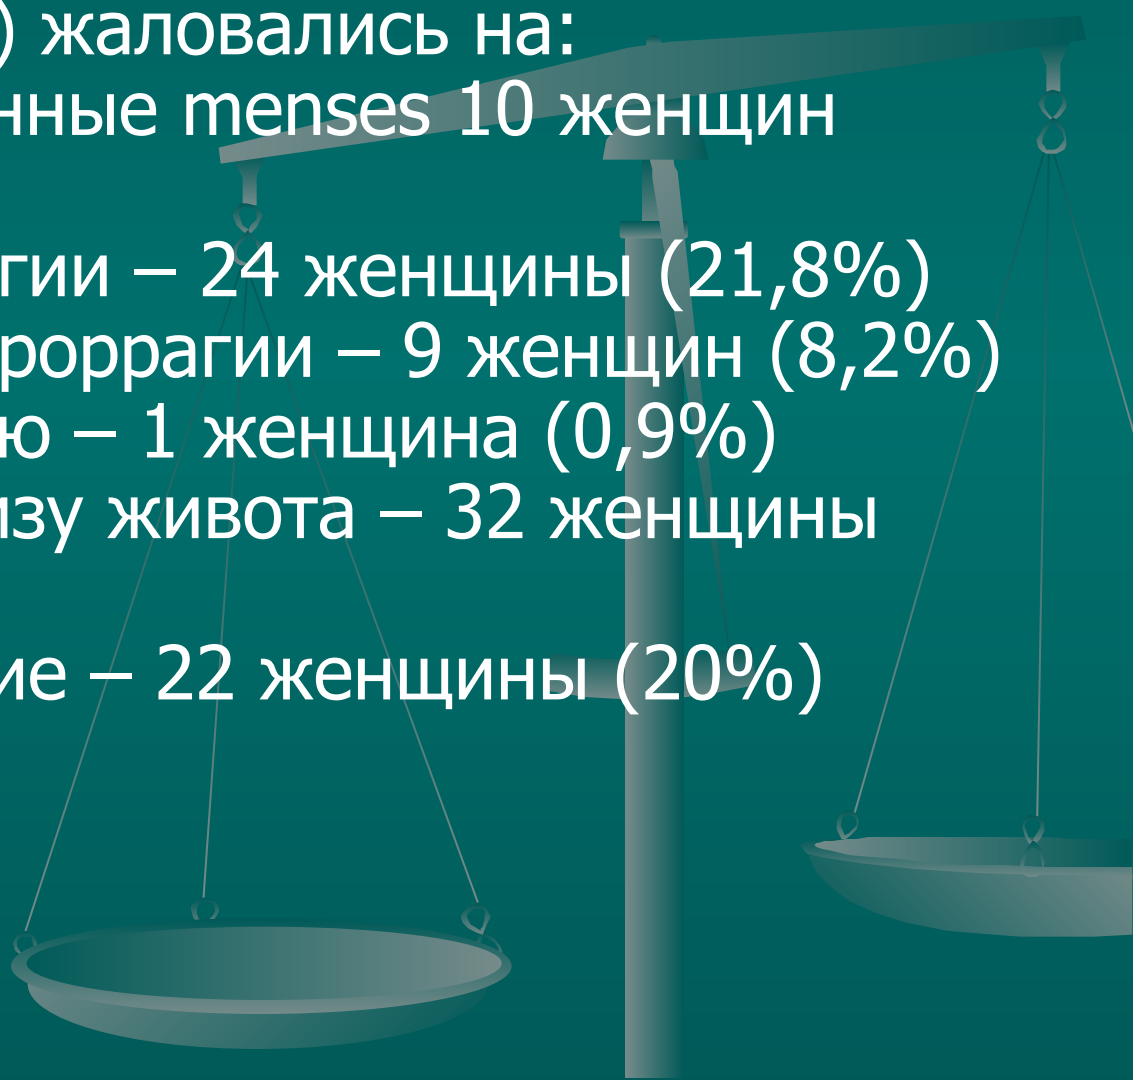 ) жаловались на:
нные menses 10 женщин
гии – 24 женщины (21,8%)
роррагии – 9 женщин (8,2%)
ю – 1 женщина (0,9%)
изу живота – 32 женщины
ие – 22 женщины (20%)